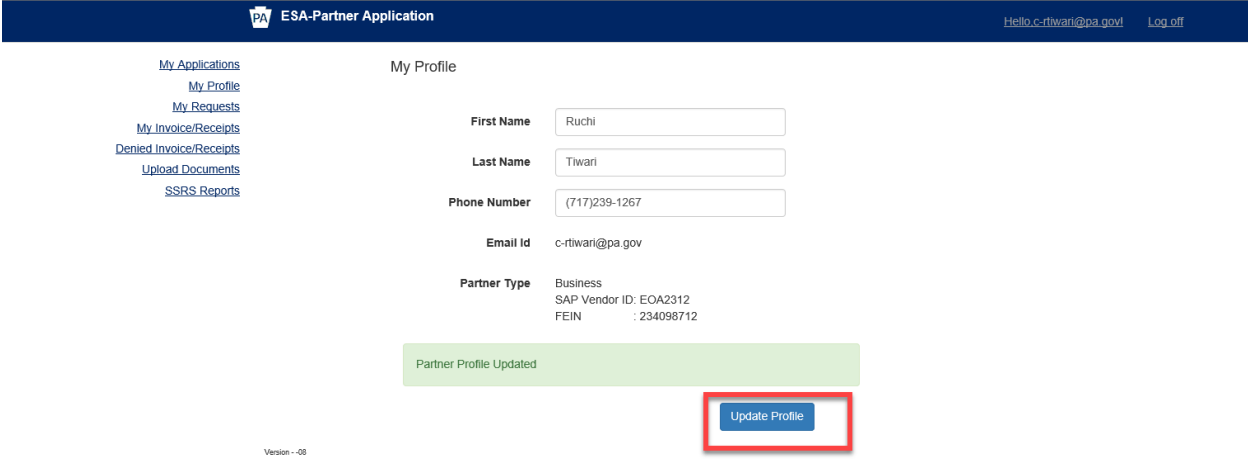 PA ESA-Partner Application
Hello,c-rtiwari@pa.gov! Log off
My Applications
My Profile
My Requests
My Invoice/Receipts
Denied Invoice/Receipts
Upload Documents
SSRS Reports
My Profile
First Name Ruchi
Last Name Tiwari
Phone Number (717)239-1267
Email Id c-rtiwari@pa.gov
Partner Type Business
SAP Vendor ID: EOA2312
FEIN : 234098712
Partner Profile Updated
Update Profile
Version - -08